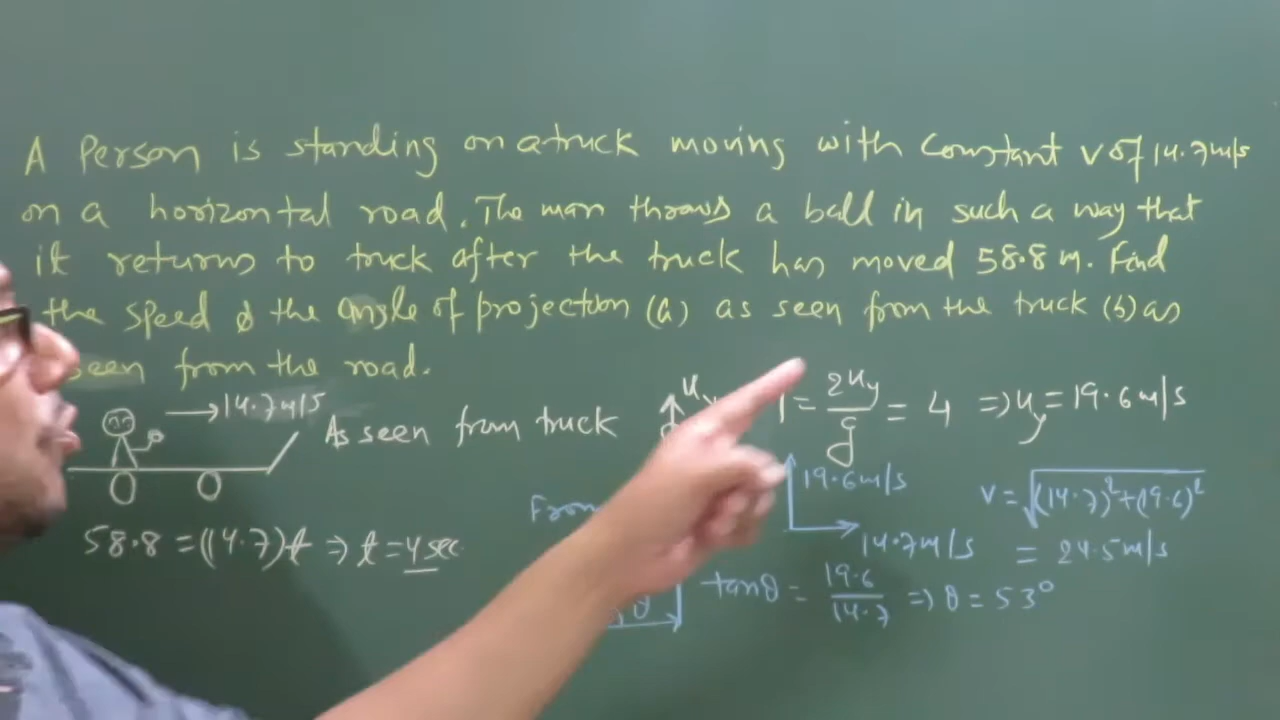 A Person is standing on a truck moving with constant v of 14.7 m/s
on a horizontal road. The man throws a ball in such a way that
it returns to truck after the truck has moved 58.8 m. Find
the speed & the angle of projection (a) as seen from the truck (b) as
seen from the road.
→14.7 m/s
As seen from truck
= 2uy/g = 4 ⇒ uy = 19.6 m/s
58.8 = (14.7)t ⇒ t = 4 sec
19.6 m/s
14.7 m/s
v = √(14.7)²+(19.6)²
= 24.5 m/s
θ
tanθ = 19.6/14.7 ⇒ θ = 53°